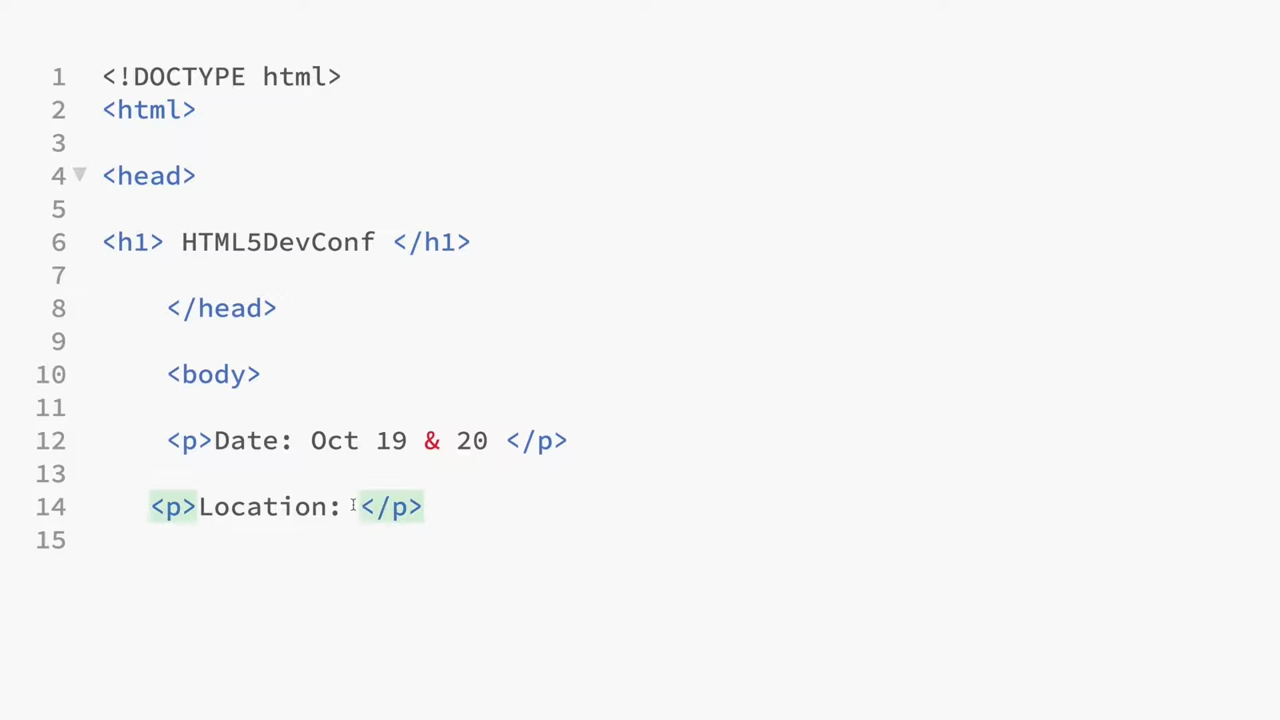 1 <!DOCTYPE html>
2 <html>
3
4 <head>
5
6 <h1> HTML5DevConf </h1>
7
8 </head>
9
10 <body>
11
12 <p>Date: Oct 19 & 20 </p>
13
14 <p>Location: </p>
15